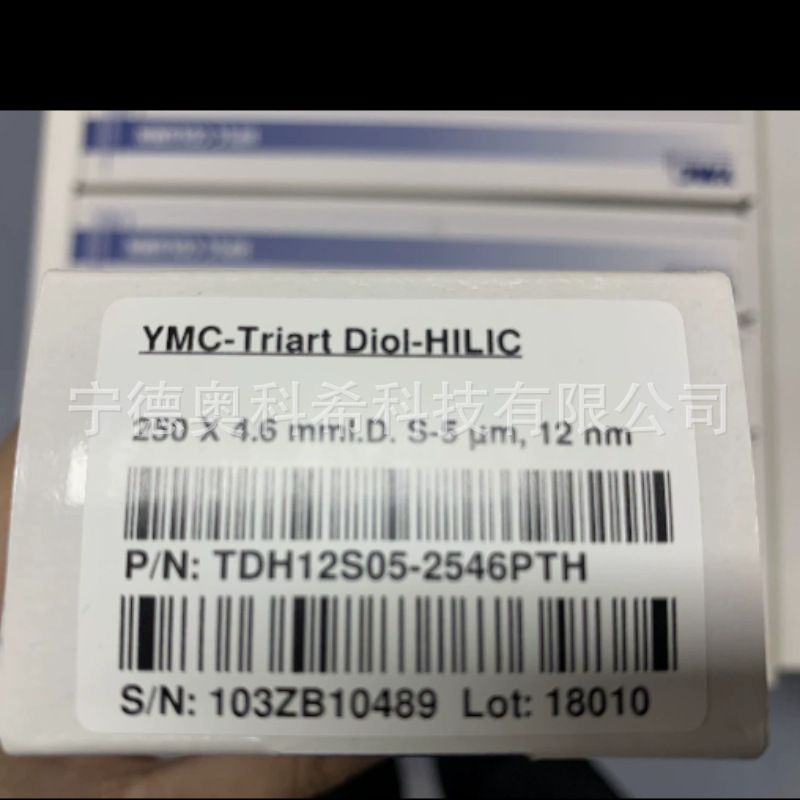 YMC-Triart Diol-HILIC
宁德奥科希科技有限公司
250 X 4.6 mmI.D. S-5 µm, 12 nm
P/N: TDH12S05-2546PTH
S/N: 103ZB10489 Lot: 18010